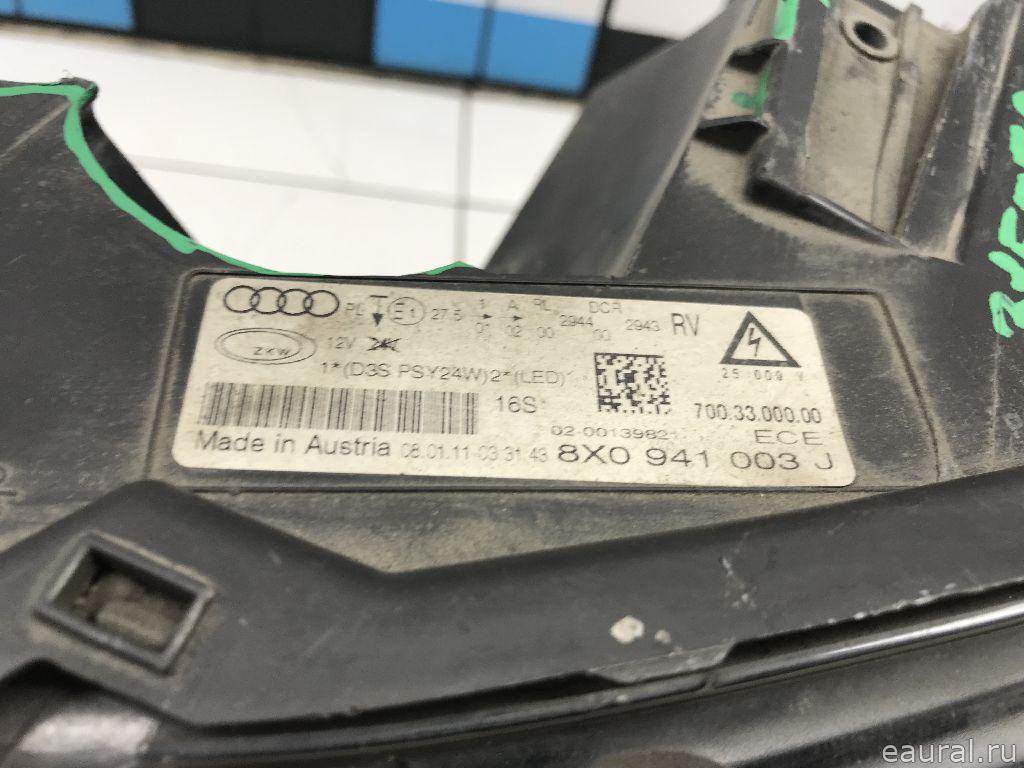 PL E1 27.5 1 A RL DCR
01 02 00 2944 00 2943 RV
ZKW 12V
1*(D3S PSY24W)2*(LED)
25 000 V
16S
700.33.000.00
02-00139821
ECE
Made in Austria 08.01.11-03:31:43 8X0 941 003 J
eaural.ru